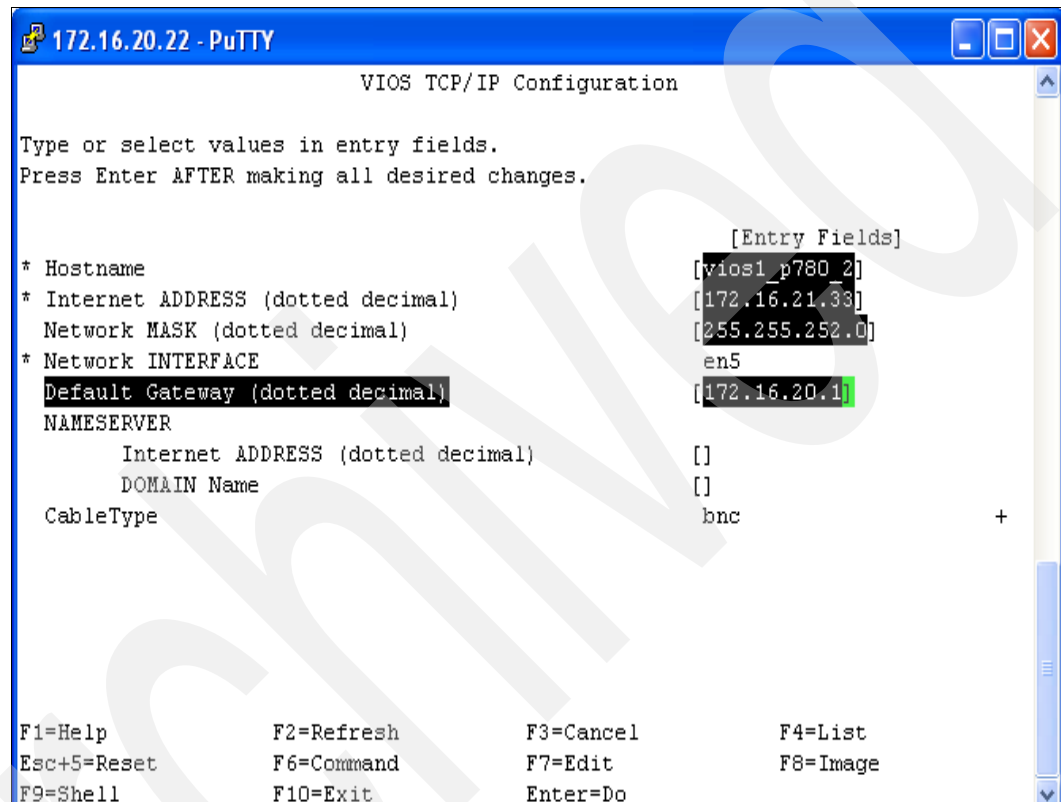 172.16.20.22 - PuTTY
VIOS TCP/IP Configuration
Type or select values in entry fields.
Press Enter AFTER making all desired changes.
[Entry Fields]
* Hostname [vios1_p780_2]
* Internet ADDRESS (dotted decimal) [172.16.21.33]
Network MASK (dotted decimal) [255.255.252.0]
* Network INTERFACE en5
Default Gateway (dotted decimal) [172.16.20.1]
NAMESERVER
Internet ADDRESS (dotted decimal) []
DOMAIN Name []
CableType bnc +
F1=Help F2=Refresh F3=Cancel F4=List
Esc+5=Reset F6=Command F7=Edit F8=Image
F9=Shell F10=Exit Enter=Do